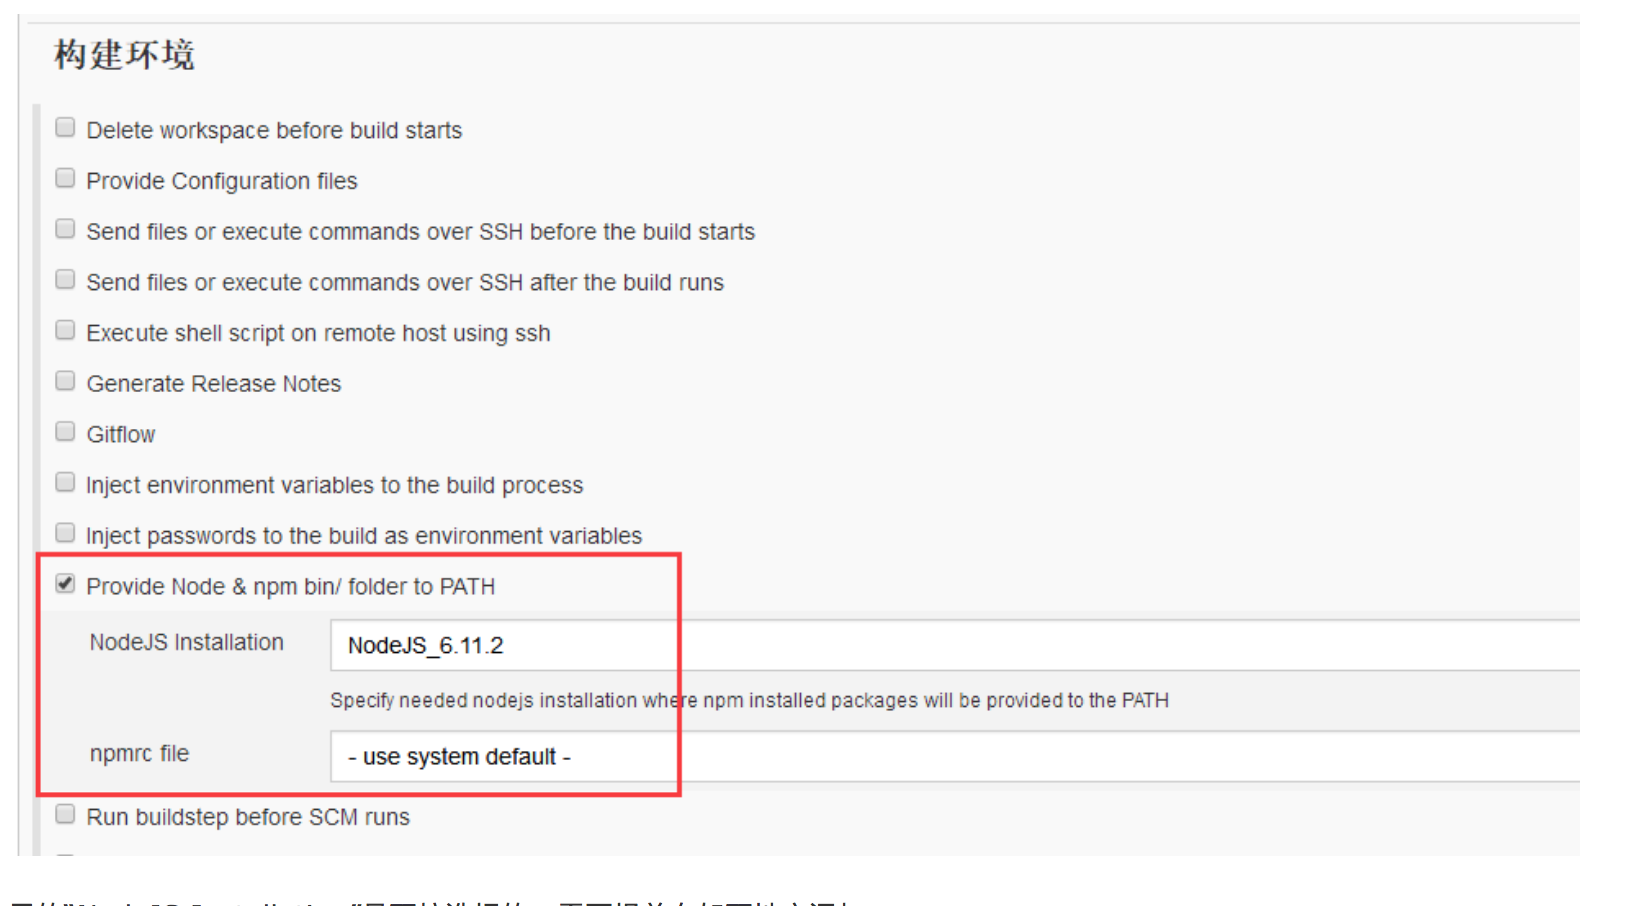 构建环境
Delete workspace before build starts
Provide Configuration files
Send files or execute commands over SSH before the build starts
Send files or execute commands over SSH after the build runs
Execute shell script on remote host using ssh
Generate Release Notes
Gitflow
Inject environment variables to the build process
Inject passwords to the build as environment variables
Provide Node & npm bin/ folder to PATH
NodeJS Installation
NodeJS_6.11.2
Specify needed nodejs installation where npm installed packages will be provided to the PATH
npmrc file
- use system default -
Run buildstep before SCM runs